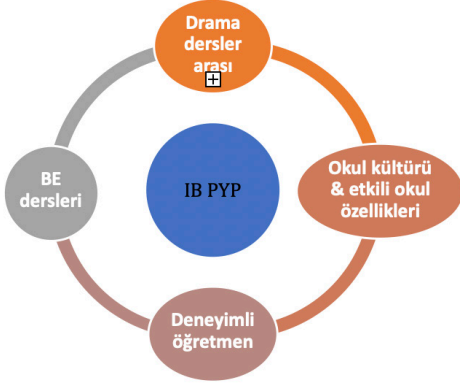 Drama
dersler
arası
BE
dersleri
IB PYP
Okul kültürü
& etkili okul
özellikleri
Deneyimli
öğretmen